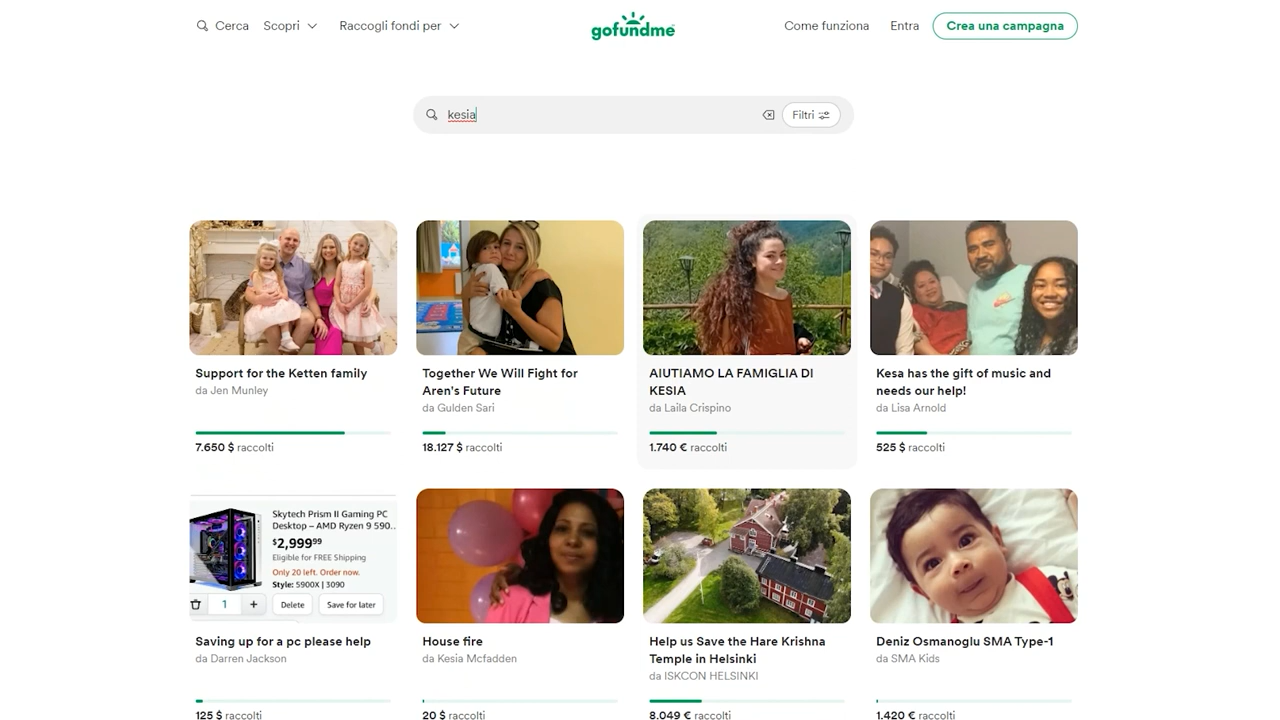 Cerca
Scopri
Raccogli fondi per
gofundme
Come funziona
Entra
Crea una campagna
kesia
Filtri
Support for the Ketten family
da Jen Munley
7.650 $ raccolti
Together We Will Fight for
Aren's Future
da Gulden Sari
18.127 $ raccolti
AIUTIAMO LA FAMIGLIA DI
KESIA
da Laila Crispino
1.740 € raccolti
Kesa has the gift of music and
needs our help!
da Lisa Arnold
525 $ raccolti
Skytech Prism II Gaming PC
Desktop – AMD Ryzen 9 590..
$2,99999
Eligible for FREE Shipping
Only 20 left. Order now.
Style: 5900X | 3090
1 +
Delete
Save for later
Saving up for a pc please help
da Darren Jackson
125 $ raccolti
House fire
da Kesia Mcfadden
20 $ raccolti
Help us Save the Hare Krishna
Temple in Helsinki
da ISKCON HELSINKI
8.049 € raccolti
Deniz Osmanoglu SMA Type-1
da SMA Kids
1.420 € raccolti